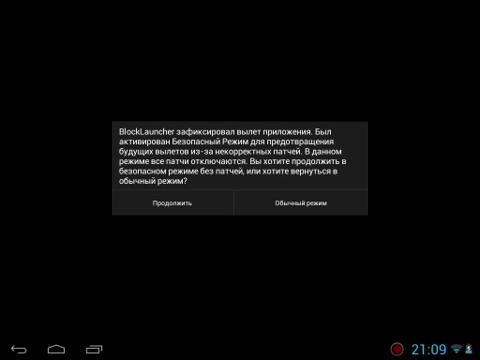 BlockLauncher зафиксировал вылет приложения. Был
активирован Безопасный Режим для предотвращения
будущих вылетов из-за некорректных патчей. В данном
режиме все патчи отключаются. Вы хотите продолжить в
безопасном режиме без патчей, или хотите вернуться в
обычный режим?
Продолжить
Обычный режим
21:09